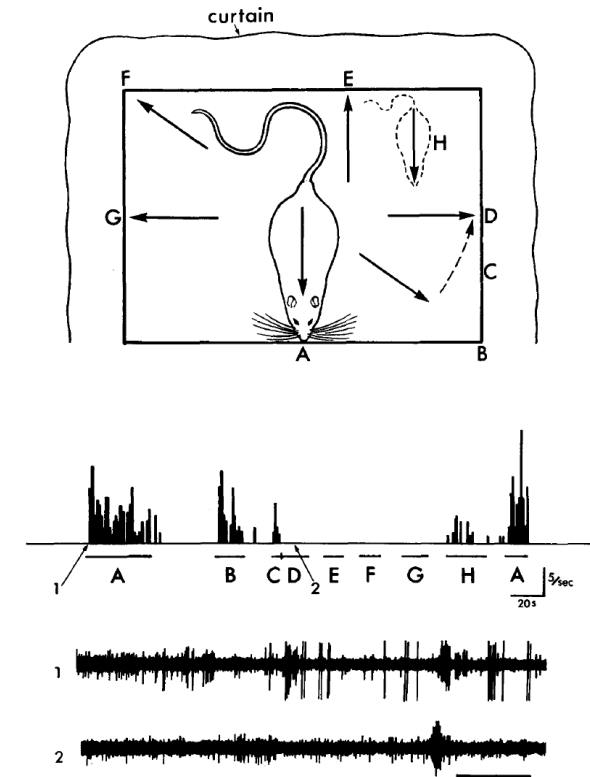 curtain
F E
H
G D
C
A B
A B C D E F G H A
1 2 5/sec
20s
1
2